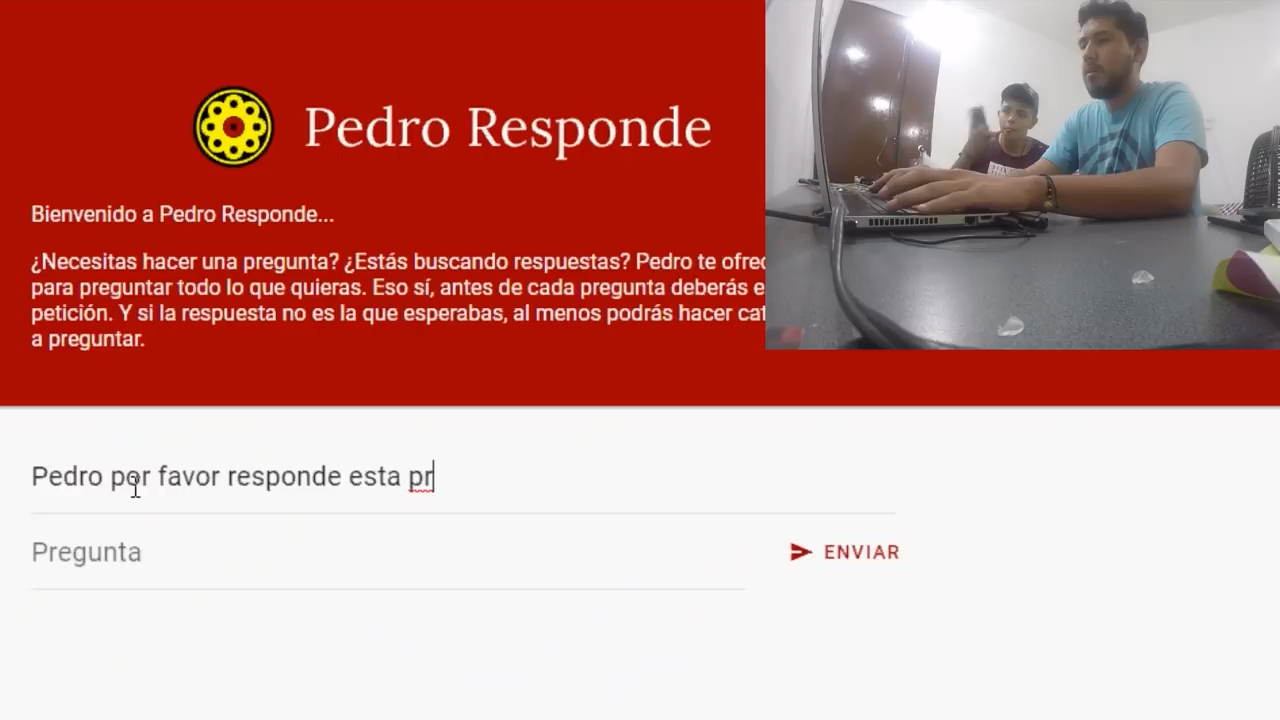 Pedro Responde
Bienvenido a Pedro Responde...
¿Necesitas hacer una pregunta? ¿Estás buscando respuestas? Pedro te ofrec
para preguntar todo lo que quieras. Eso sí, antes de cada pregunta deberás e
petición. Y si la respuesta no es la que esperabas, al menos podrás hacer cat
a preguntar.
Pedro por favor responde esta pr
Pregunta
ENVIAR